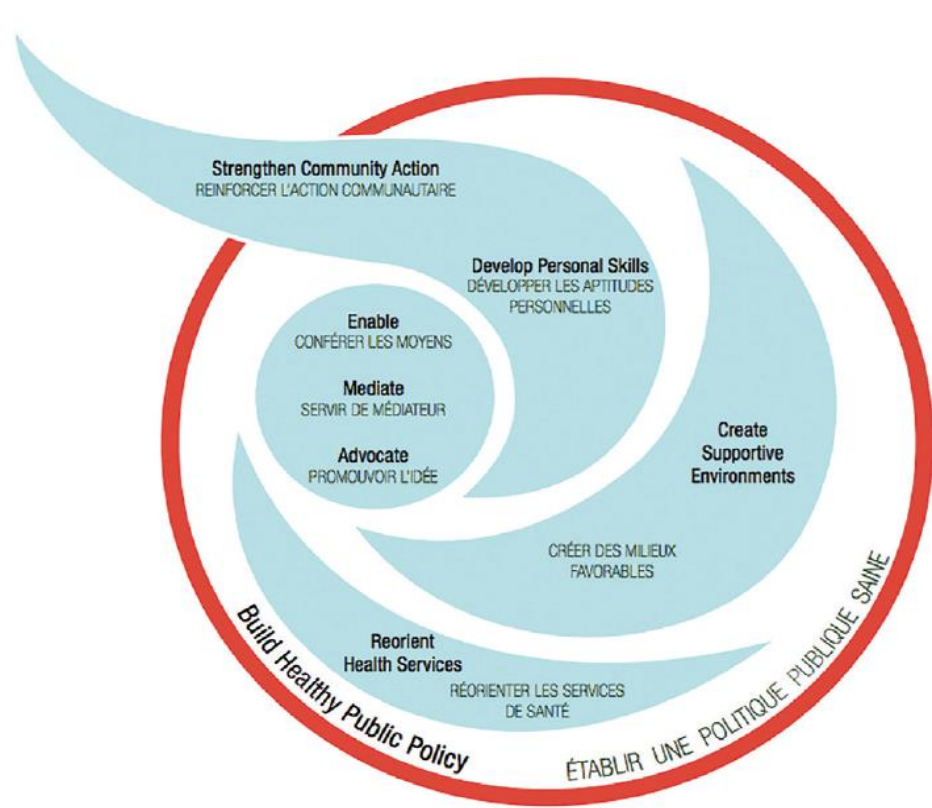 Strengthen Community Action
REINFORCER L'ACTION COMMUNAUTAIRE
Develop Personal Skills
DÉVELOPPER LES APTITUDES
PERSONNELLES
Enable
CONFÉRER LES MOYENS
Mediate
SERVIR DE MÉDIATEUR
Advocate
PROMOUVOIR L'IDÉE
Create
Supportive
Environments
CRÉER DES MILIEUX
FAVORABLES
Reorient
Health Services
RÉORIENTER LES SERVICES
DE SANTÉ
Build Healthy Public Policy
ÉTABLIR UNE POLITIQUE PUBLIQUE SAINE